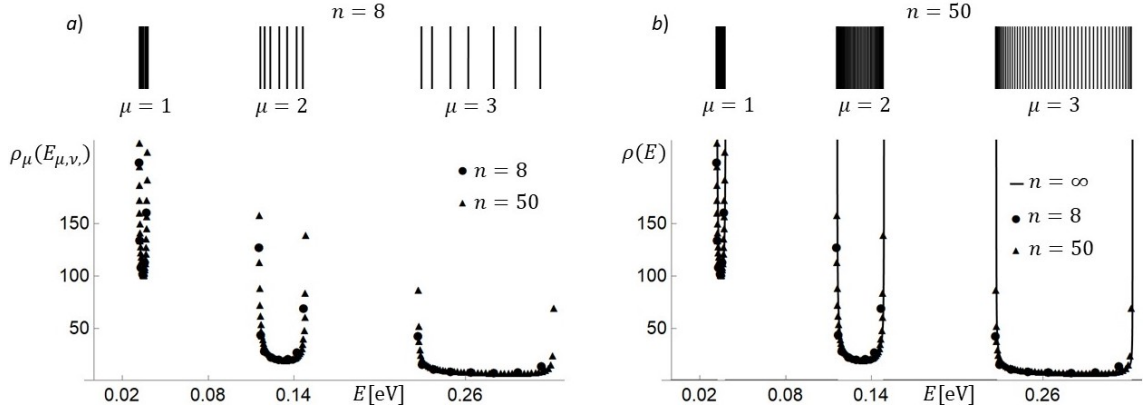 a)
n = 8
μ = 1
μ = 2
μ = 3
ρμ(Eμ,ν,)
150
100
50
● n = 8
▲ n = 50
0.02
0.08
0.14
E[eV]
0.26
b)
n = 50
μ = 1
μ = 2
μ = 3
ρ(E)
150
100
50
— n = ∞
● n = 8
▲ n = 50
0.02
0.08
0.14
E[eV]
0.26